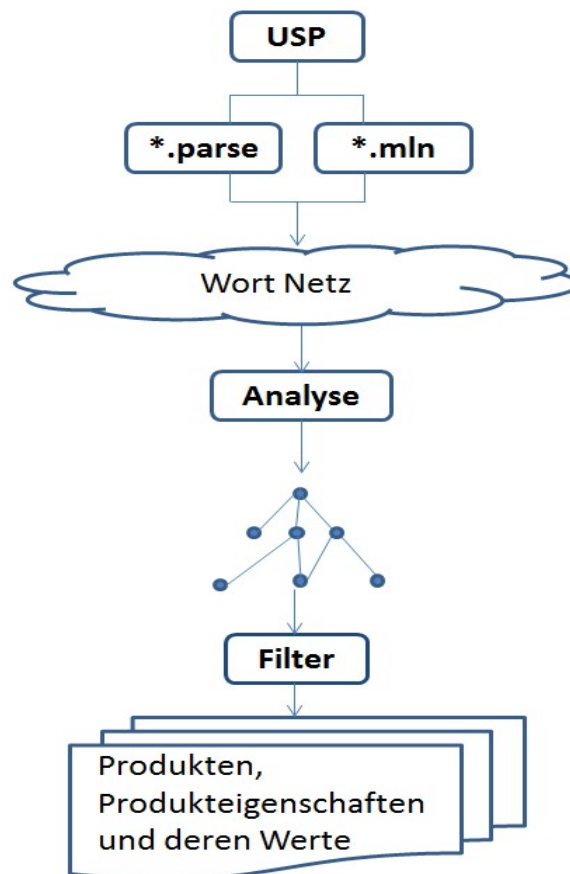 USP
*.parse
*.mln
Wort Netz
Analyse
Filter
Produkten,
Produkteigenschaften
und deren Werte